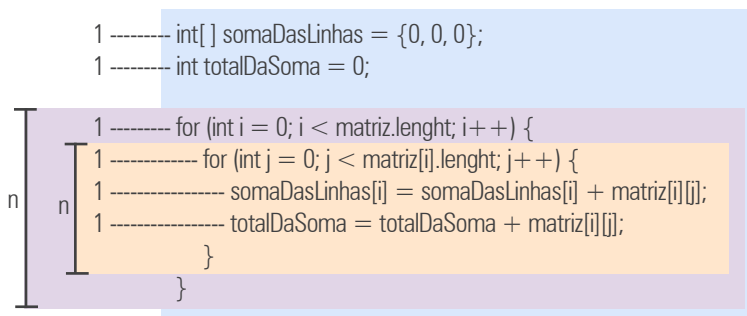 1 --------- int[ ] somaDasLinhas = {0, 0, 0};
1 --------- int totalDaSoma = 0;
1 --------- for (int i = 0; i < matriz.lenght; i++) {
1 ------------ for (int j = 0; j < matriz[i].lenght; j++) {
1 ---------------- somaDasLinhas[i] = somaDasLinhas[i] + matriz[i][j];
n n 1 ---------------- totalDaSoma = totalDaSoma + matriz[i][j];
}
}